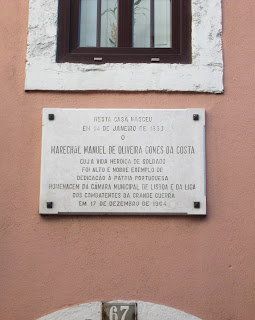 NESTA CASA NASCEU
EM 14 DE JANEIRO DE 1863
O
MARECHAL MANUEL DE OLIVEIRA GOMES DA COSTA
CUJA VIDA HEROICA DE SOLDADO
FOI ALTO E NOBRE EXEMPLO DE
DEDICAÇÃO À PÁTRIA PORTUGUESA
HOMENAGEM DA CÂMARA MUNICIPAL DE LISBOA E DA LIGA
DOS COMBATENTES DA GRANDE GUERRA
EM 17 DE DEZEMBRO DE 1964
67